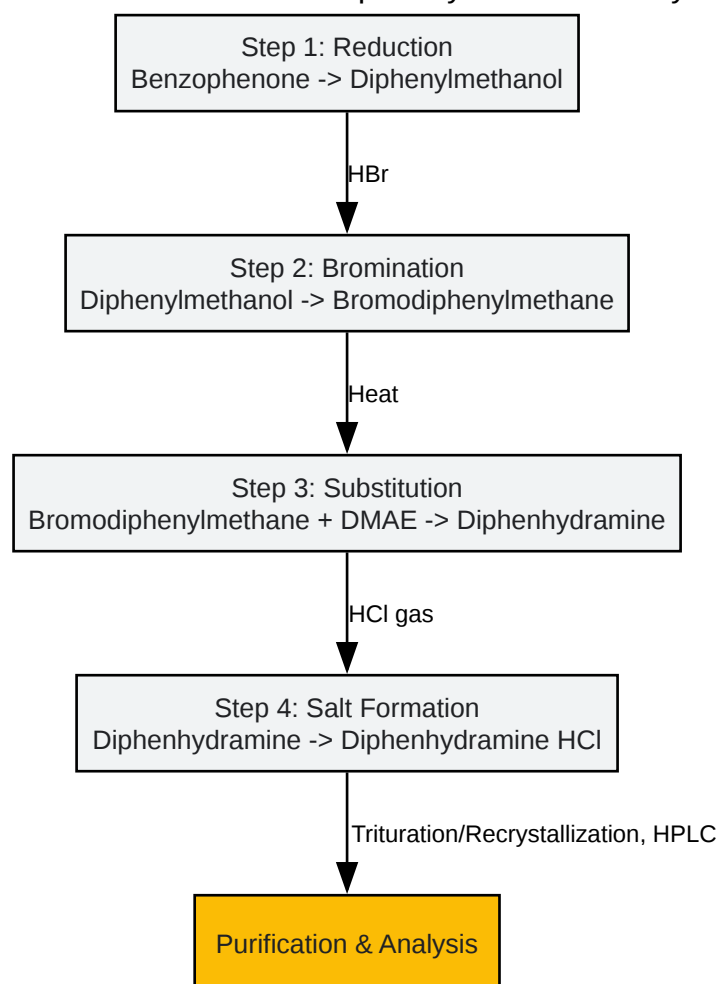 Step 1: Reduction
Benzophenone -> Diphenylmethanol
HBr
Step 2: Bromination
Diphenylmethanol -> Bromodiphenylmethane
Heat
Step 3: Substitution
Bromodiphenylmethane + DMAE -> Diphenhydramine
HCl gas
Step 4: Salt Formation
Diphenhydramine -> Diphenhydramine HCl
Trituration/Recrystallization, HPLC
Purification & Analysis